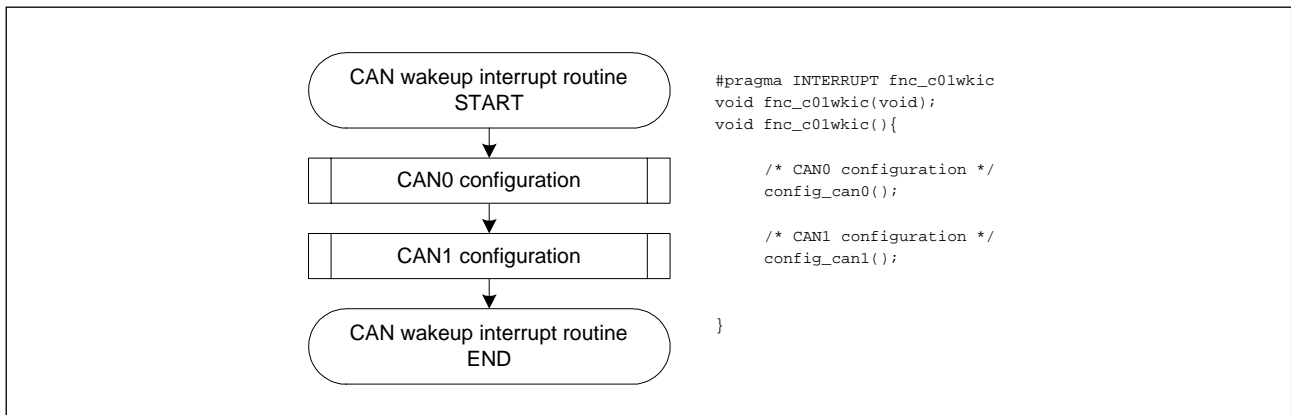 CAN wakeup interrupt routine
START
CAN0 configuration
CAN1 configuration
CAN wakeup interrupt routine
END
#pragma INTERRUPT fnc_c01wkic
void fnc_c01wkic(void);
void fnc_c01wkic(){
/* CAN0 configuration */
config_can0();
/* CAN1 configuration */
config_can1();
}